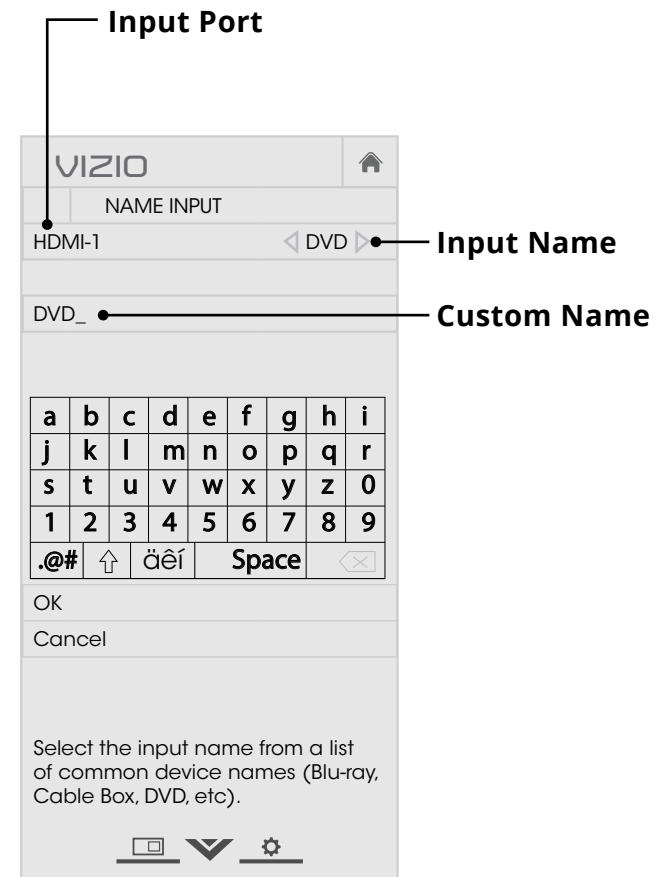 Input Port
VIZIO
NAME INPUT
HDMI-1 DVD
Input Name
DVD_
Custom Name
a b c d e f g h i
j k l m n o p q r
s t u v w x y z 0
1 2 3 4 5 6 7 8 9
.@# äêí Space
OK
Cancel
Select the input name from a list
of common device names (Blu-ray,
Cable Box, DVD, etc).